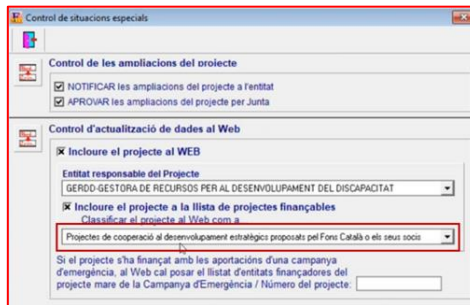 Control de situacions especials
Control de les ampliacions del projecte
NOTIFICAR les ampliacions del projecte a l'entitat
APROVAR les ampliacions del projecte per Junta
Control d'actualització de dades al Web
Incloure el projecte al WEB
Entitat responsable del Projecte
GERDD-GESTORA DE RECURSOS PER AL DESENVOLUPAMENT DEL DISCAPACITAT
Incloure el projecte a la llista de projectes finançables
Classificar el projecte al Web com a
Projectes de cooperació al desenvolupament estratègics proposats pel Fons Català o els seus socis
Si el projecte s'ha finançat amb les aportacións d'una campanya
d'emergència, al Web cal posar el llistat d'entitats finançadores del
projecte mare de la Campanya d'Emergència / Número del projecte: